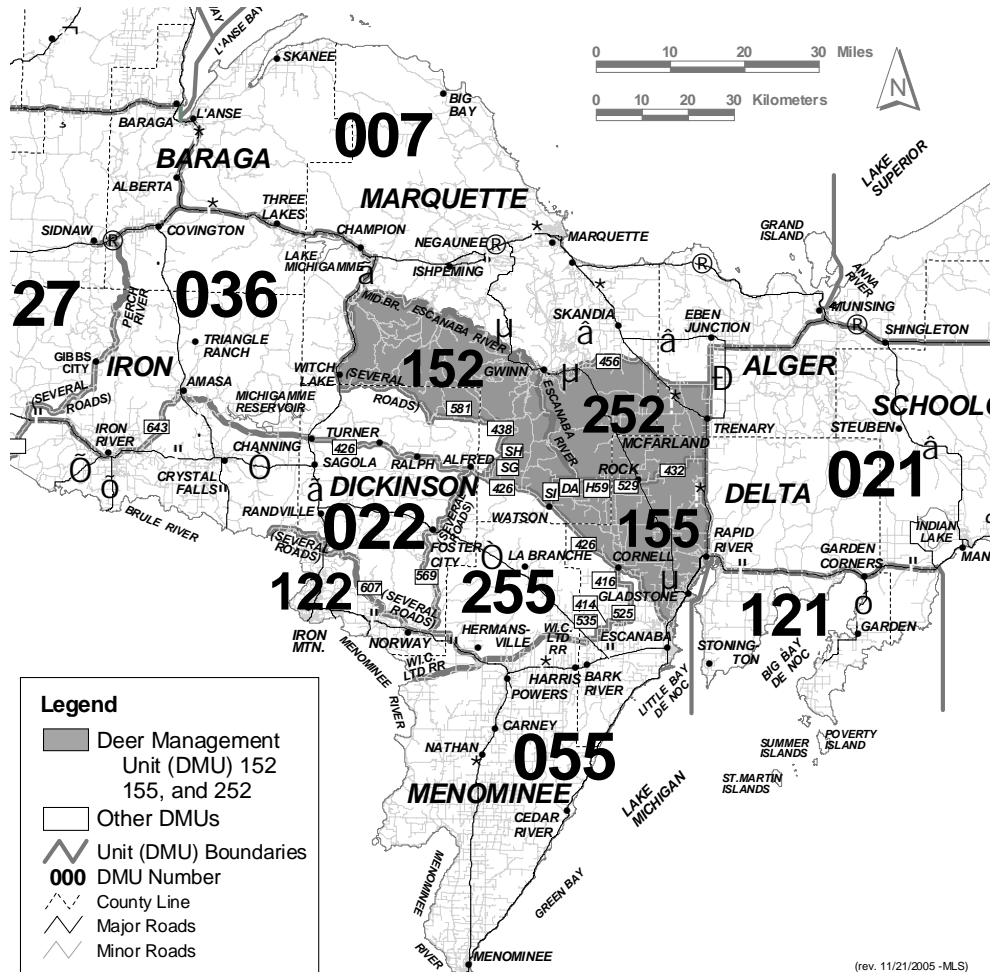 SKANEE
L'ANSE BAY
BIG
BAY
BARAGA
L'ANSE
007
BARAGA
ALBERTA
MARQUETTE
THREE
LAKES
SIDNAW
COVINGTON
CHAMPION
NEGAUNEE
MARQUETTE
LAKE
MICHIGAMME
ISHPEMING
0 10 20 30 Miles
0 10 20 30 Kilometers
N
LAKE
SUPERIOR
GRAND
ISLAND
ANNA
RIVER
MUNISING
SHINGLETON
27
036
PERCH
RIVER
TRIANGLE
RANCH
GIBBS
CITY
IRON
AMASA
WITCH
LAKE
MID.BR. ESCANABA RIVER
152
(SEVERAL
ROADS)
GWINN
SKANDIA
EBEN
JUNCTION
456
ALGER
252
MCFARLAND
TRENARY
SCHOOLC
STEUBEN
021
(SEVERAL
ROADS)
IRON
RIVER
643
MICHIGAMME
RESERVOIR
CHANNING
TURNER
426
SAGOLA
RALPH
ALFRED
581
438
SH
SG
426
ESCANABA
RIVER
SI
DA
H59
ROCK
529
432
CRYSTAL
FALLS
DICKINSON
RANDVILLE
022
BRULE RIVER
(SEVERAL
ROADS)
(SEVERAL
ROADS)
FOSTER
CITY
WATSON
LA BRANCHE
426
155
CORNELL
DELTA
RAPID
RIVER
INDIAN
LAKE
MAN
GARDEN
CORNERS
122
607
569
(SEVERAL
ROADS)
255
416
414
535
525
GLADSTONE
121
GARDEN
IRON
MTN.
NORWAY
HERMANS-
VILLE
W.I.C.
LTD
RR
ESCANABA
STONING-
TON
BIG BAY
DE NOC
MENOMINEE
RIVER
W.I.C.
LTD RR
HARRIS
BARK
RIVER
POWERS
LITTLE BAY
DE NOC
CARNEY
NATHAN
055
MENOMINEE
SUMMER
ISLANDS
POVERTY
ISLAND
ST.MARTIN
ISLANDS
LAKE
MICHIGAN
CEDAR
RIVER
GREEN BAY
MENOMINEE
RIVER
MENOMINEE
Legend
Deer Management
Unit (DMU) 152
155, and 252
Other DMUs
Unit (DMU) Boundaries
000 DMU Number
County Line
Major Roads
Minor Roads
(rev. 11/21/2005 -MLS)